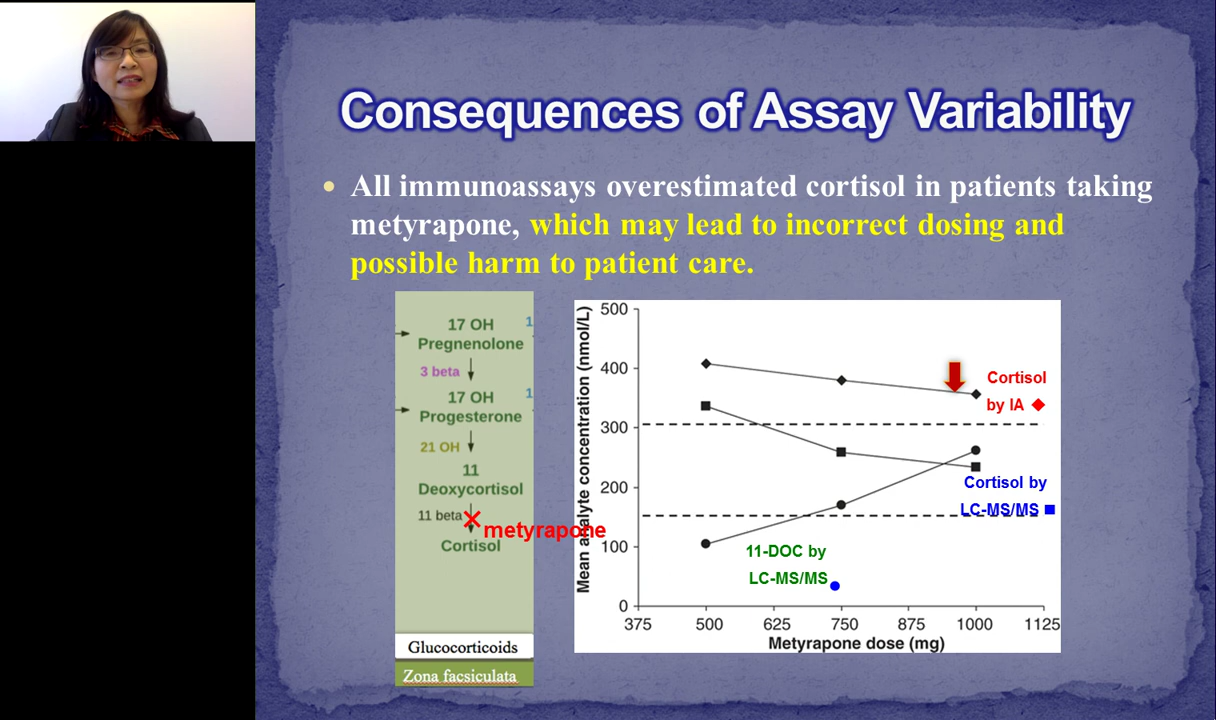 Consequences of Assay Variability
All immunoassays overestimated cortisol in patients taking
metyrapone, which may lead to incorrect dosing and
possible harm to patient care.
17 OH
Pregnenolone
1
3 beta
17 OH
Progesterone
1
21 OH
11
Deoxycortisol
11 beta
metyrapone
Cortisol
Glucocorticoids
Zona facsiculata
Mean analyte concentration (nmol/L)
500
400
300
200
100
0
375
500
625
750
875
1000
1125
Metyrapone dose (mg)
Cortisol
by IA
Cortisol by
LC-MS/MS
11-DOC by
LC-MS/MS